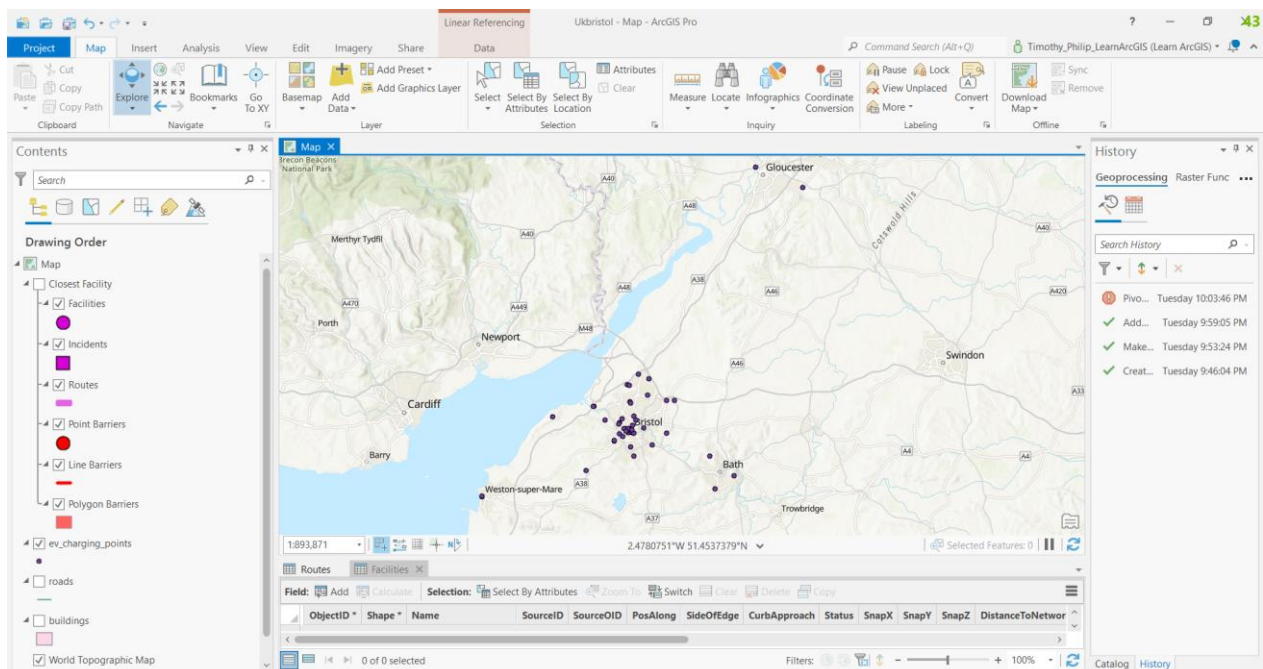 Linear Referencing
Ukbristol - Map - ArcGIS Pro
? 43
Project Map Insert Analysis View Edit Imagery Share Data
Command Search (Alt+Q)
Timothy_Philip_LearnArcGIS (Learn ArcGIS)
Paste
Cut
Copy
Copy Path
Clipboard
Explore
Bookmarks
Go
To XY
Navigate
Basemap
Add
Data
Add Preset
Add Graphics Layer
Layer
Select
Select By
Attributes
Select By
Location
Attributes
Clear
Selection
Measure
Locate
Infographics
Coordinate
Conversion
Inquiry
Pause
Lock
View Unplaced
More
Convert
Labeling
Download
Map
Sync
Remove
Offline
Contents
Search
Drawing Order
Map
Closest Facility
Facilities
Incidents
Routes
Point Barriers
Line Barriers
Polygon Barriers
ev_charging_points
roads
buildings
World Topographic Map
Map
Brecon Beacons
National Park
A40
Gloucester
A48
Cotswold Hills
Merthyr Tydfil
A40
A40
A48
A38
A46
A420
A470
A449
Porth
M48
Newport
Swindon
A46
A33
Cardiff
Bristol
Barry
Bath
A4
A4
Weston-super-Mare
A38
Trowbridge
A37
1:893,871
2.4780751°W 51.4537379°N
Selected Features: 0
Routes
Facilities
Field: Add Calculate Selection: Select By Attributes Zoom To Switch Clear Delete Copy
ObjectID * Shape * Name SourceID SourceOID PosAlong SideOfEdge CurbApproach Status SnapX SnapY SnapZ DistanceToNetwor
0 of 0 selected
Filters:
- + 100%
History
Geoprocessing Raster Func
Search History
Pivo... Tuesday 10:03:46 PM
Add... Tuesday 9:59:05 PM
Make... Tuesday 9:53:24 PM
Creat... Tuesday 9:46:04 PM
Catalog History